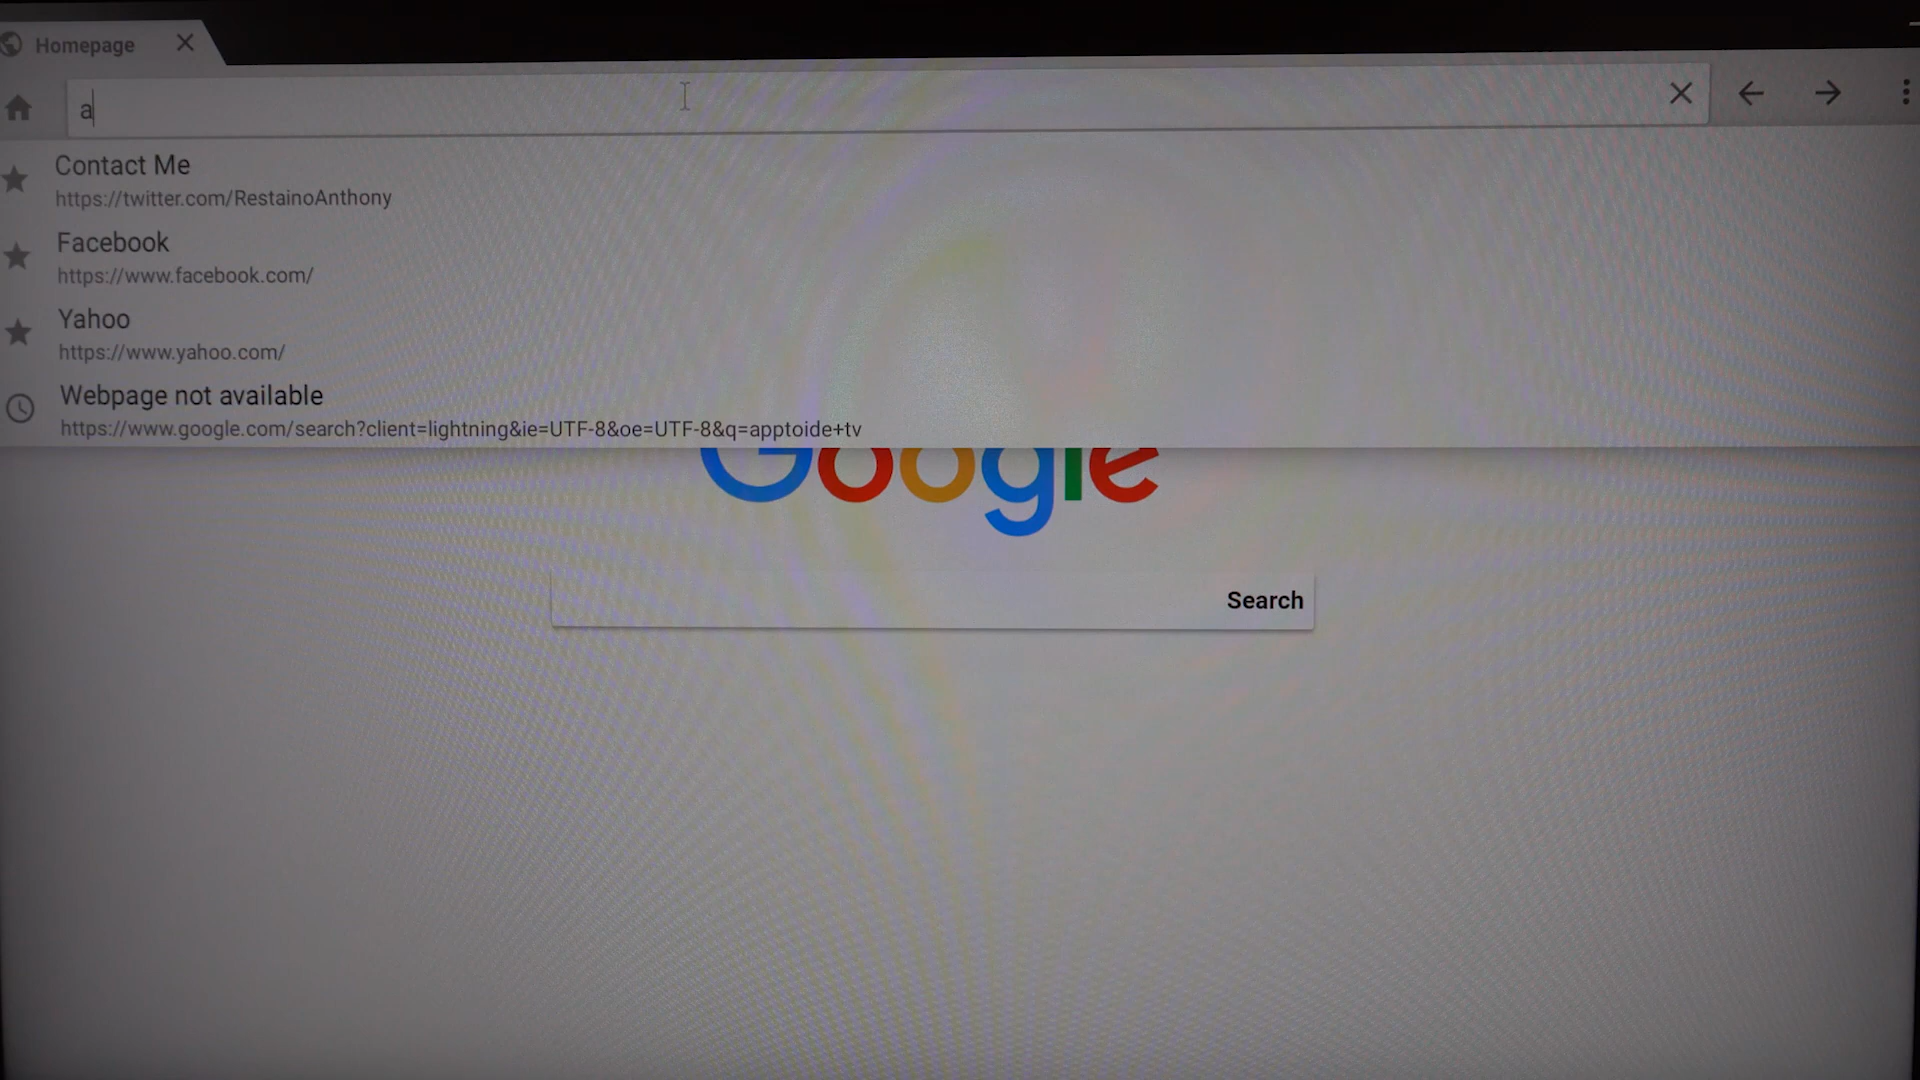 Homepage
a
Contact Me
https://twitter.com/RestainoAnthony
Facebook
https://www.facebook.com/
Yahoo
https://www.yahoo.com/
Webpage not available
https://www.google.com/search?client=lightning&ie=UTF-8&oe=UTF-8&q=apptoide+tv
Google
Search